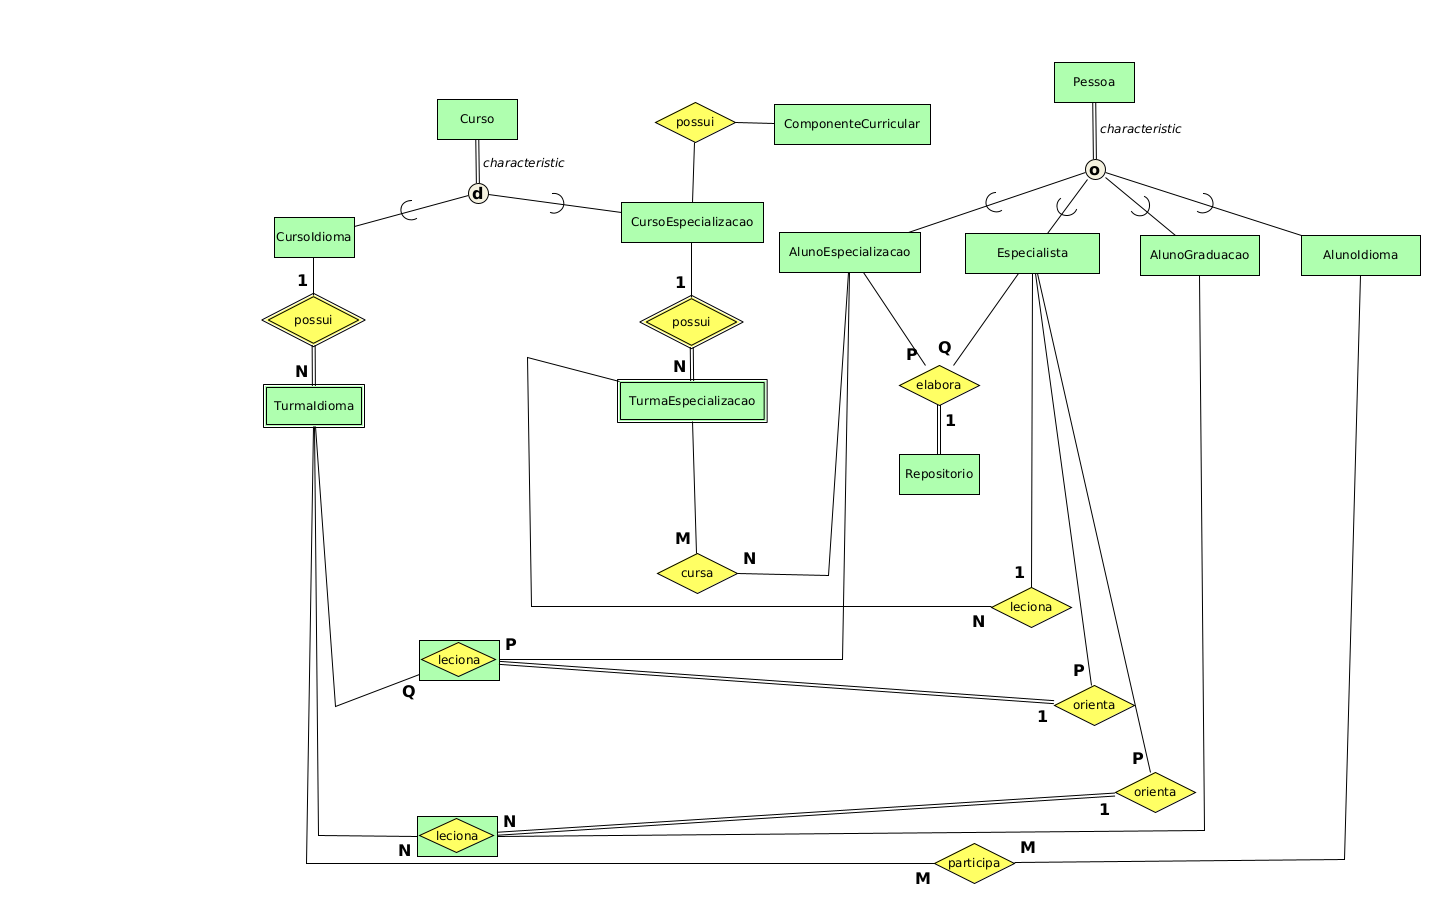 Pessoa
Curso
possui
ComponenteCurricular
characteristic
characteristic
o
d
CursoIdioma
CursoEspecializacao
AlunoEspecializacao
Especialista
AlunoGraduacao
AlunoIdioma
1
1
possui
possui
N
N
P
Q
elabora
TurmaIdioma
TurmaEspecializacao
1
Repositorio
M
N
cursa
1
leciona
N
leciona
P
Q
P
orienta
1
P
orienta
1
leciona
N
N
M
participa
M